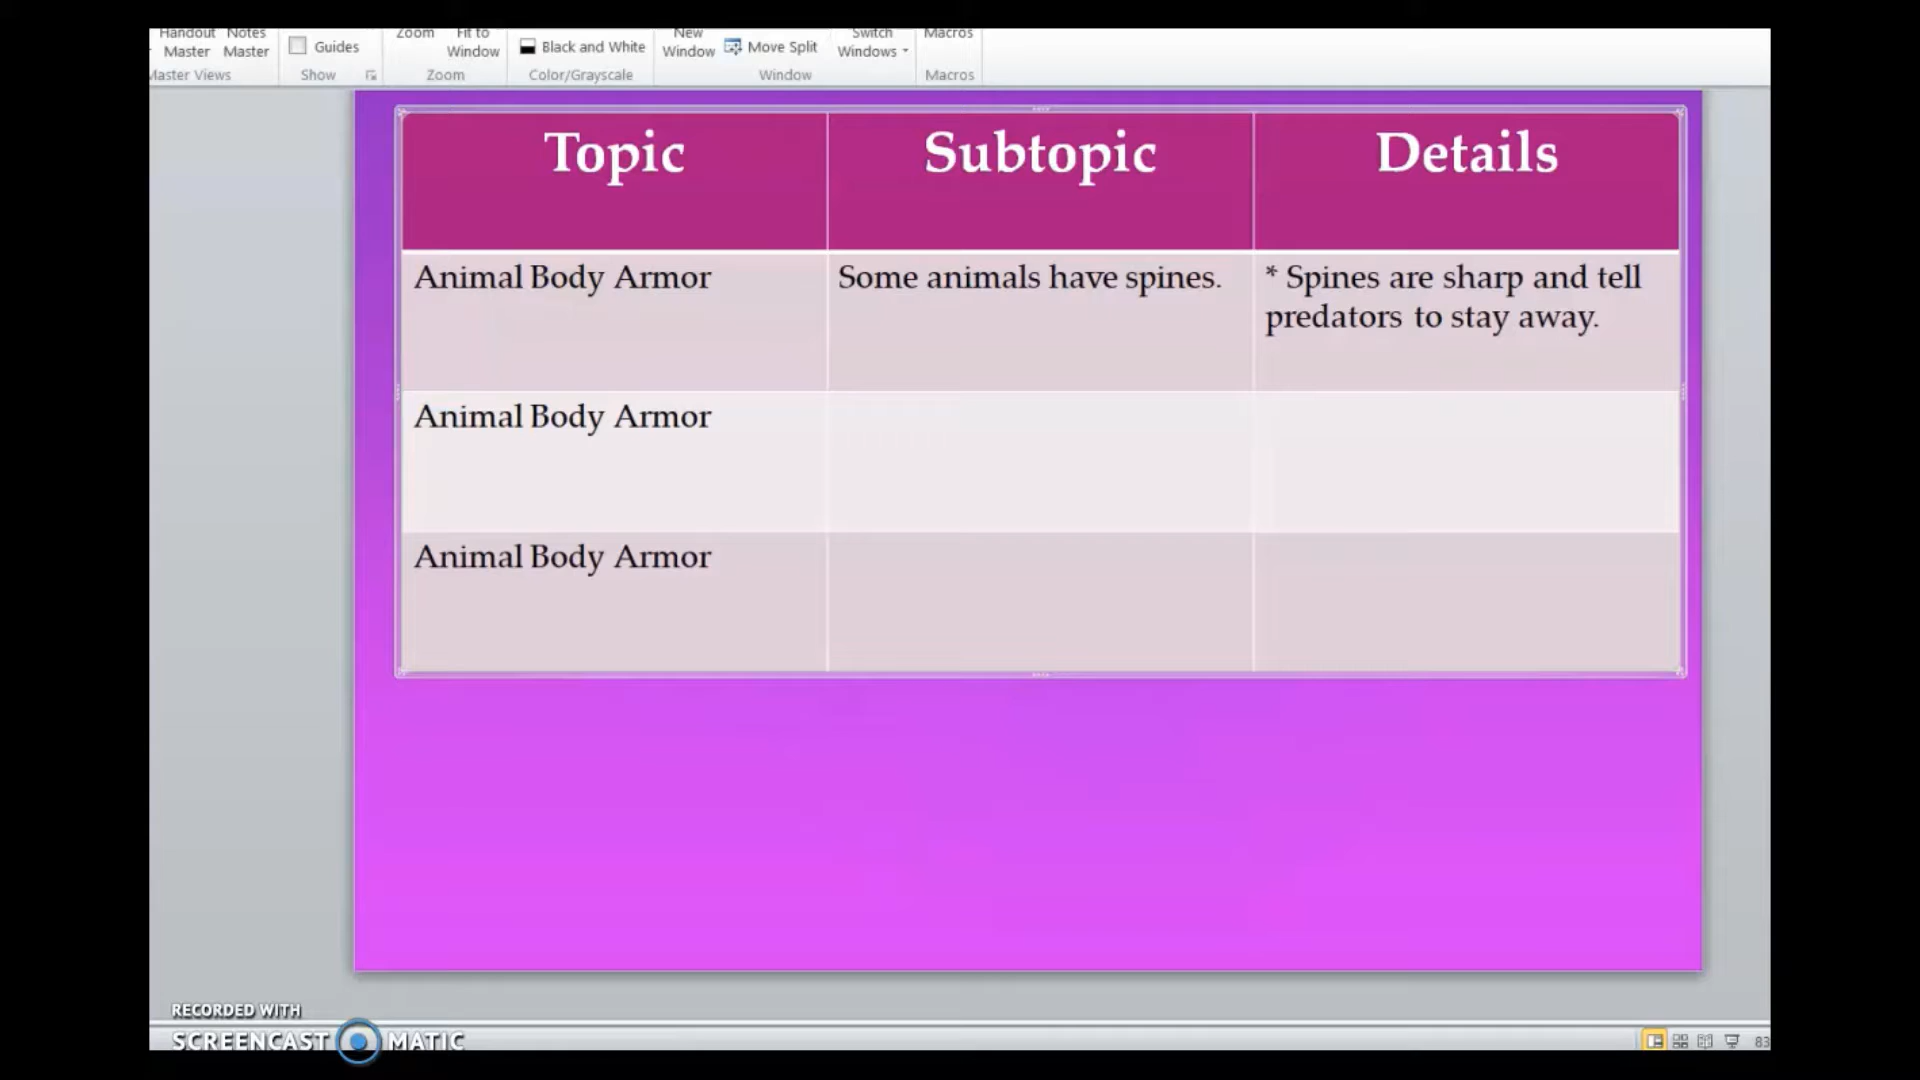 Handout Notes Zoom Fit to New Switch Macros
Master Master Guides Window Black and White Window Move Split Windows
Master Views Show Zoom Color/Grayscale Window Macros
Topic Subtopic Details
Animal Body Armor Some animals have spines. * Spines are sharp and tell
predators to stay away.
Animal Body Armor
Animal Body Armor
RECORDED WITH
SCREENCAST MATIC
83